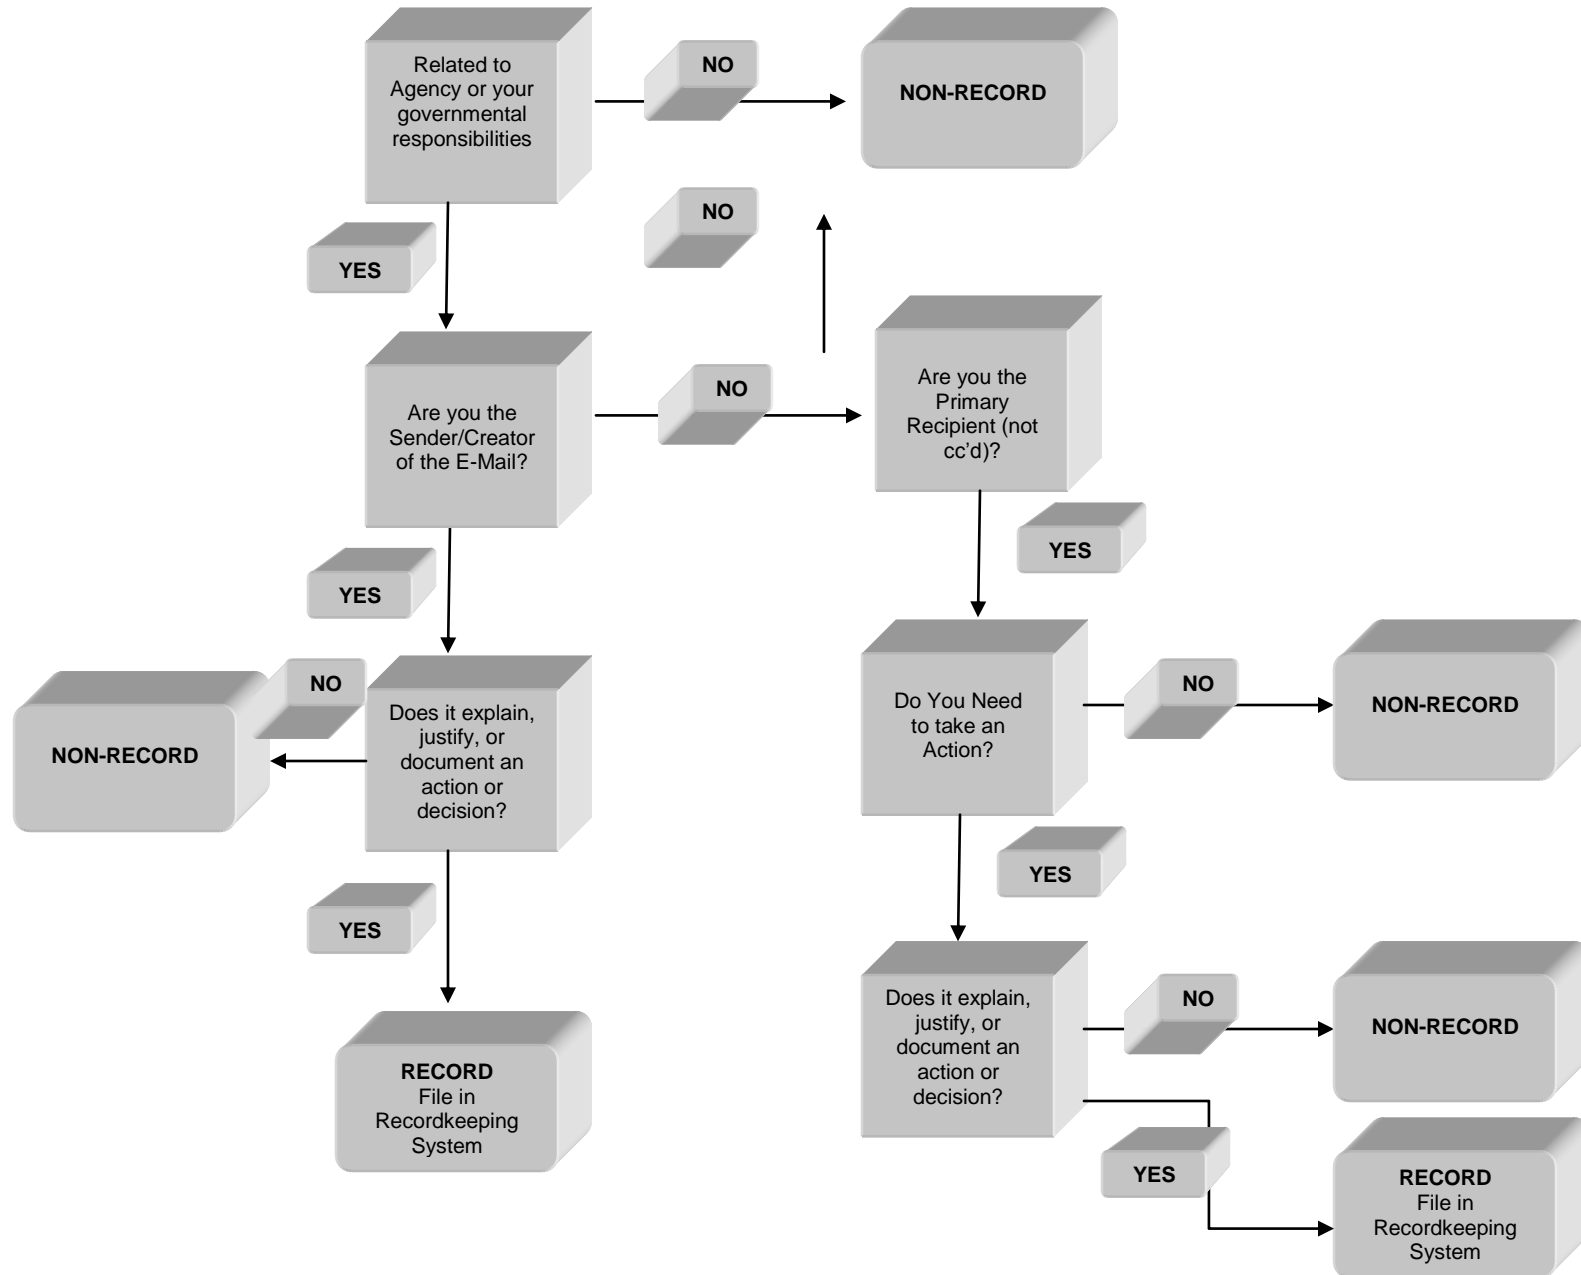 Related to
Agency or your
governmental
responsibilities
NO
NON-RECORD
NO
YES
Are you the
Sender/Creator
of the E-Mail?
NO
Are you the
Primary
Recipient (not
cc’d)?
YES
YES
NON-RECORD
NO
Does it explain,
justify, or
document an
action or
decision?
Do You Need
to take an
Action?
NO
NON-RECORD
YES
YES
Does it explain,
justify, or
document an
action or
decision?
NO
NON-RECORD
RECORD
File in
Recordkeeping
System
YES
RECORD
File in
Recordkeeping
System